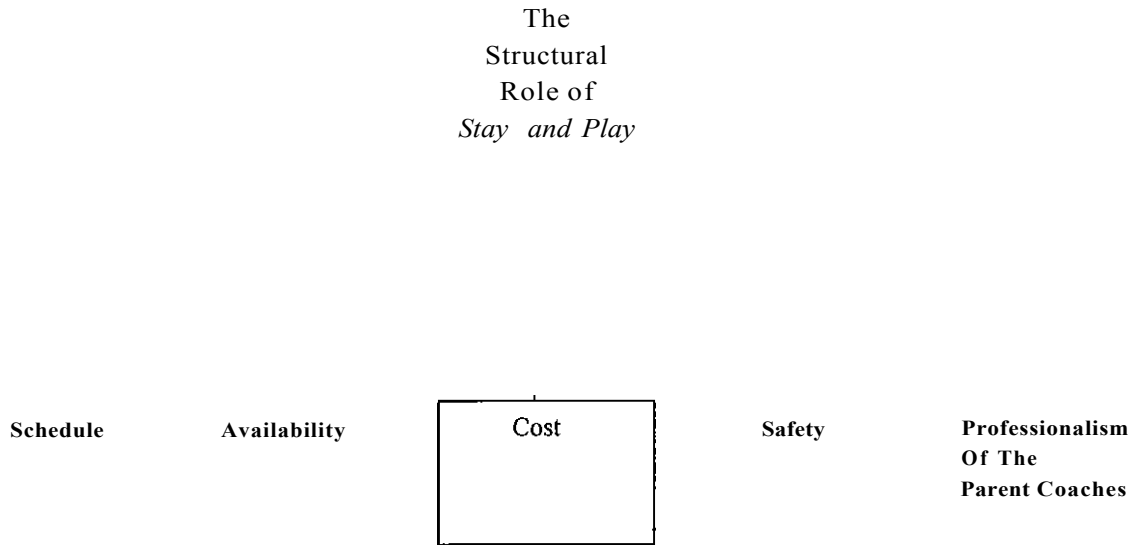 The
Structural
Role of
Stay and Play
Schedule
Availability
Cost
Safety
Professionalism
Of The
Parent Coaches